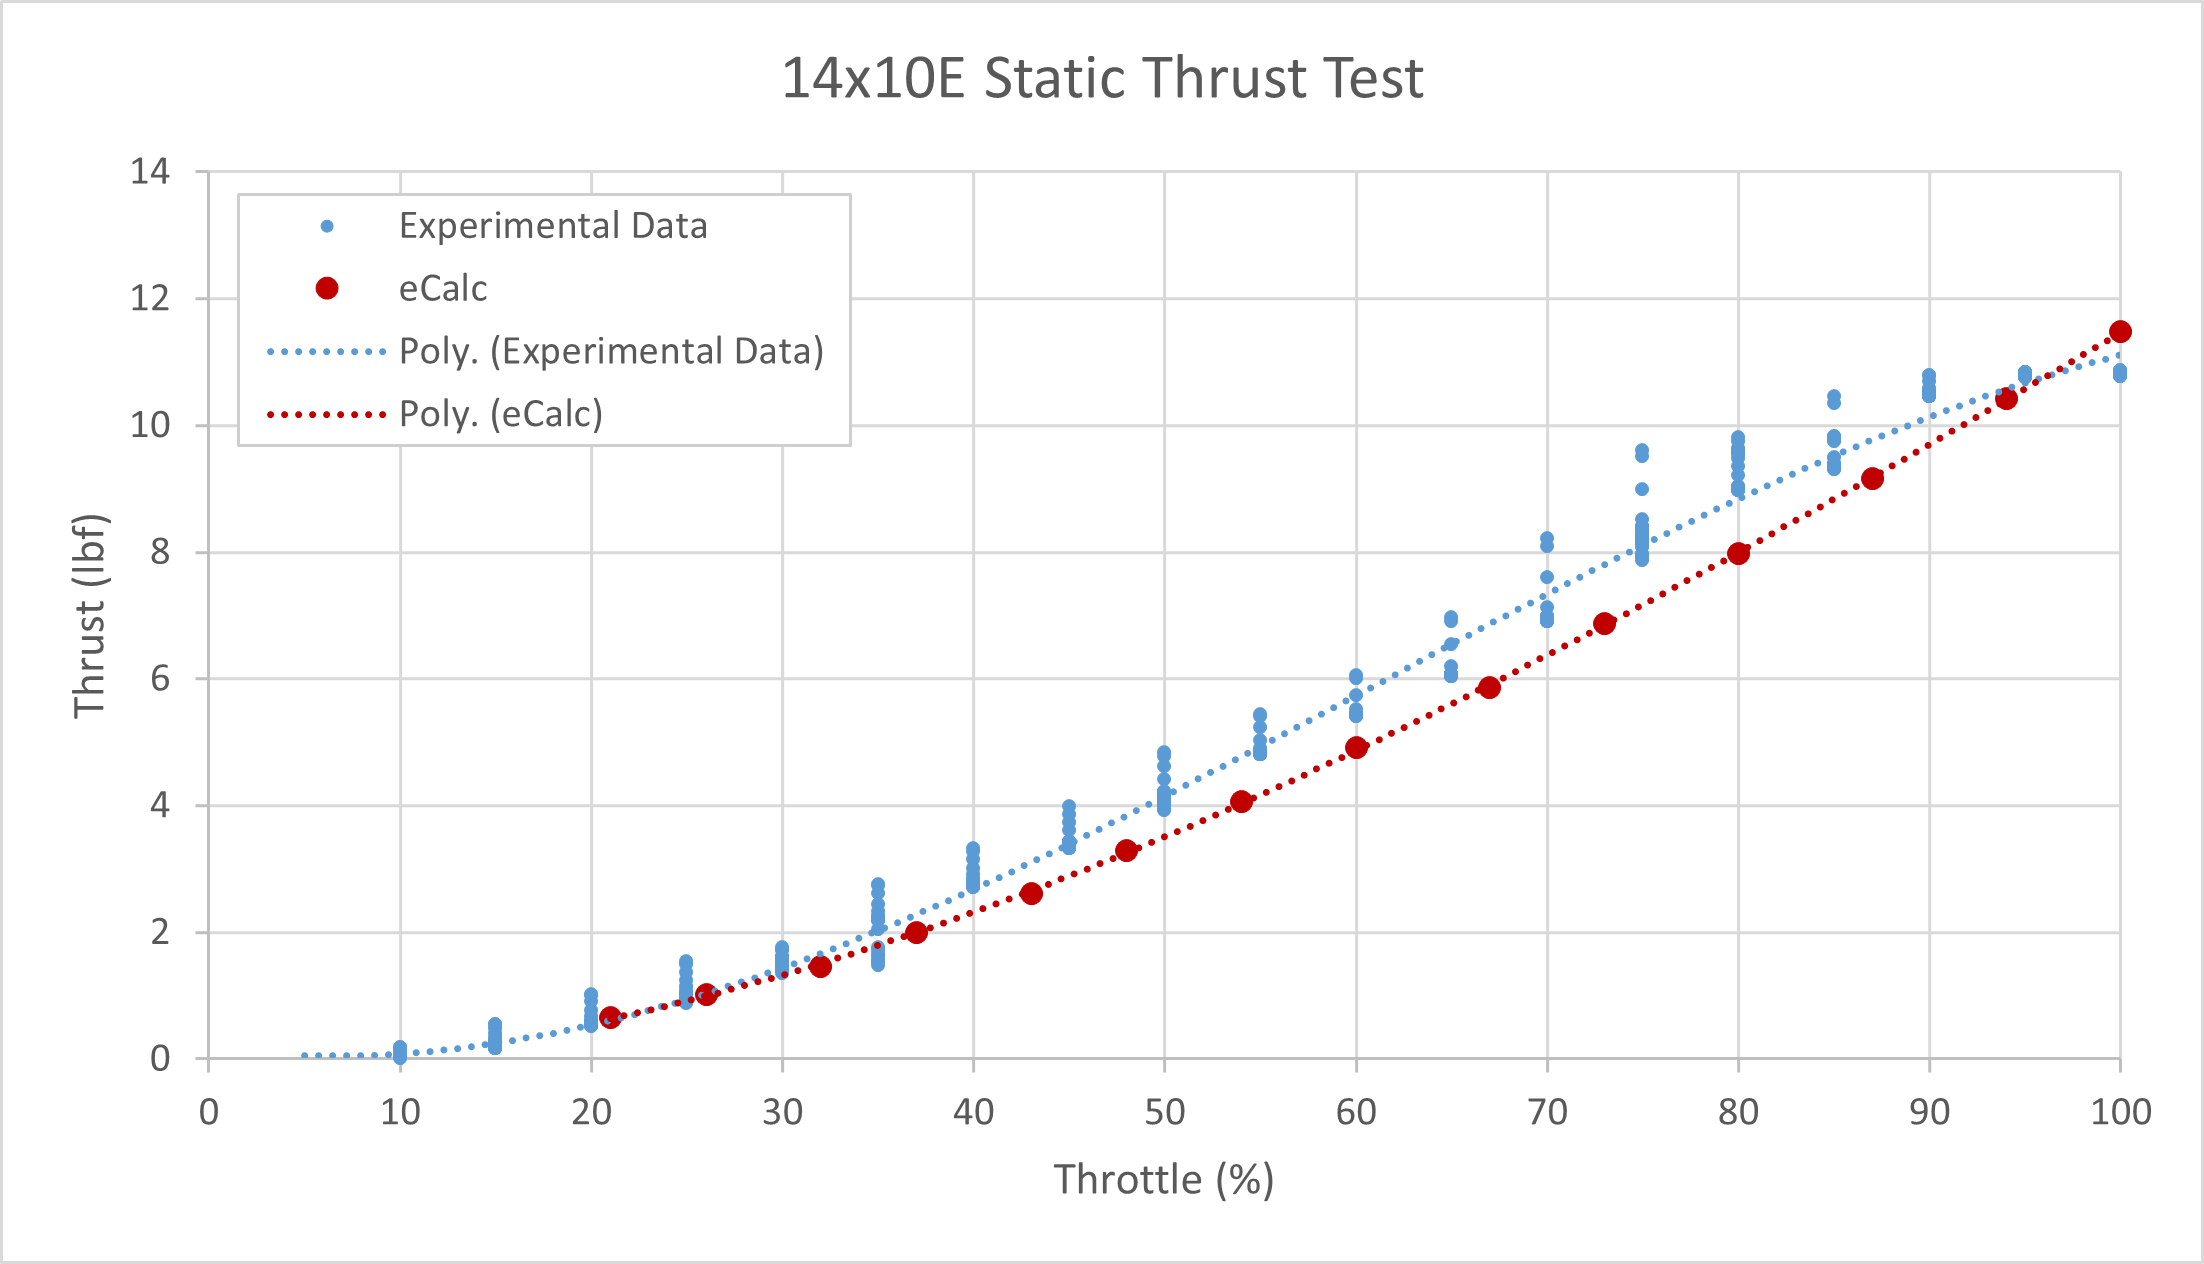 14x10E Static Thrust Test
14
12
10
8
6
4
2
0
Thrust (lbf)
Experimental Data
eCalc
Poly. (Experimental Data)
Poly. (eCalc)
0 10 20 30 40 50 60 70 80 90 100
Throttle (%)